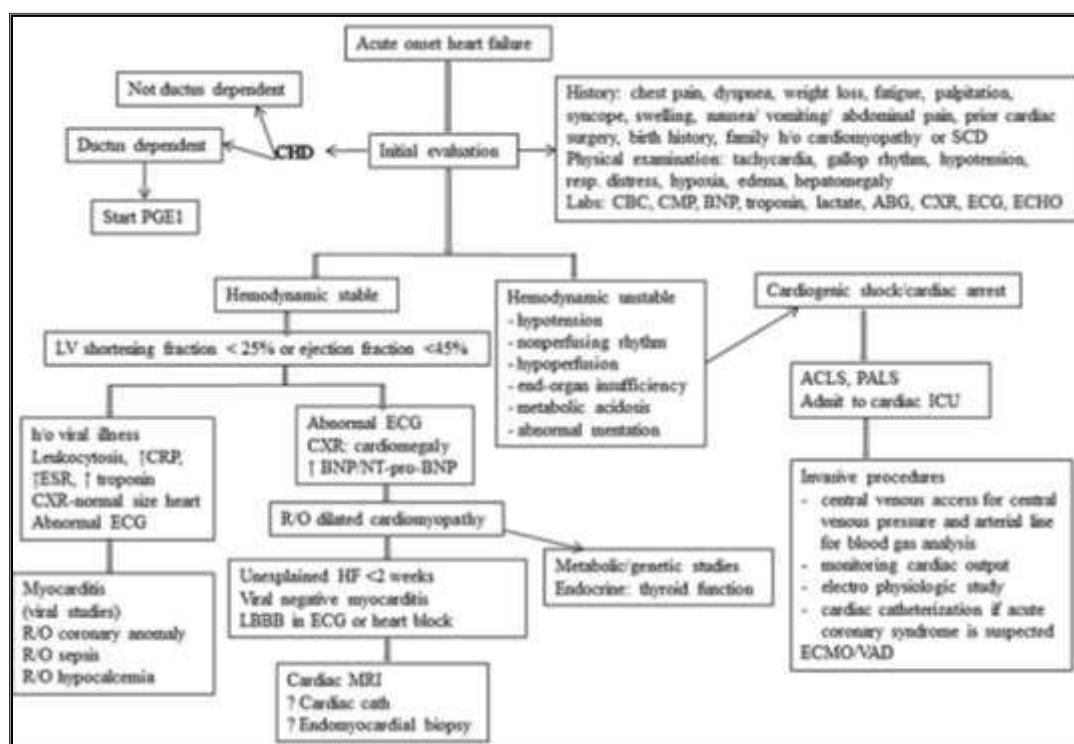 Acute onset heart failure
Not ductus dependent
Ductus dependent
CHD
Initial evaluation
Start PGE1
History: chest pain, dyspnea, weight loss, fatigue, palpitation,
syncope, swelling, nausea/ vomiting/ abdominal pain, prior cardiac
surgery, birth history, family h/o cardiomyopathy or SCD
Physical examination: tachycardia, gallop rhythm, hypotension,
resp. distress, hypoxia, edema, hepatomegaly
Labs: CBC, CMP, BNP, troponin, lactate, ABG, CXR, ECG, ECHO
Hemodynamic stable
LV shortening fraction < 25% or ejection fraction <45%
h/o viral illness
Leukocytosis, ↑CRP,
↑ESR, ↑ troponin
CXR-normal size heart
Abnormal ECG
Myocarditis
(viral studies)
R/O coronary anomaly
R/O sepsis
R/O hypocalcemia
Abnormal ECG
CXR: cardiomegaly
↑ BNP/NT-pro-BNP
R/O dilated cardiomyopathy
Unexplained HF <2 weeks
Viral negative myocarditis
LBBB in ECG or heart block
Cardiac MRI
? Cardiac cath
? Endomyocardial biopsy
Metabolic/genetic studies
Endocrine: thyroid function
Hemodynamic unstable
- hypotension
- nonperfusing rhythm
- hypoperfusion
- end-organ insufficiency
- metabolic acidosis
- abnormal mentation
Cardiogenic shock/cardiac arrest
ACLS, PALS
Admit to cardiac ICU
Invasive procedures
- central venous access for central
venous pressure and arterial line
for blood gas analysis
- monitoring cardiac output
- electro physiologic study
- cardiac catheterization if acute
coronary syndrome is suspected
ECMO/VAD